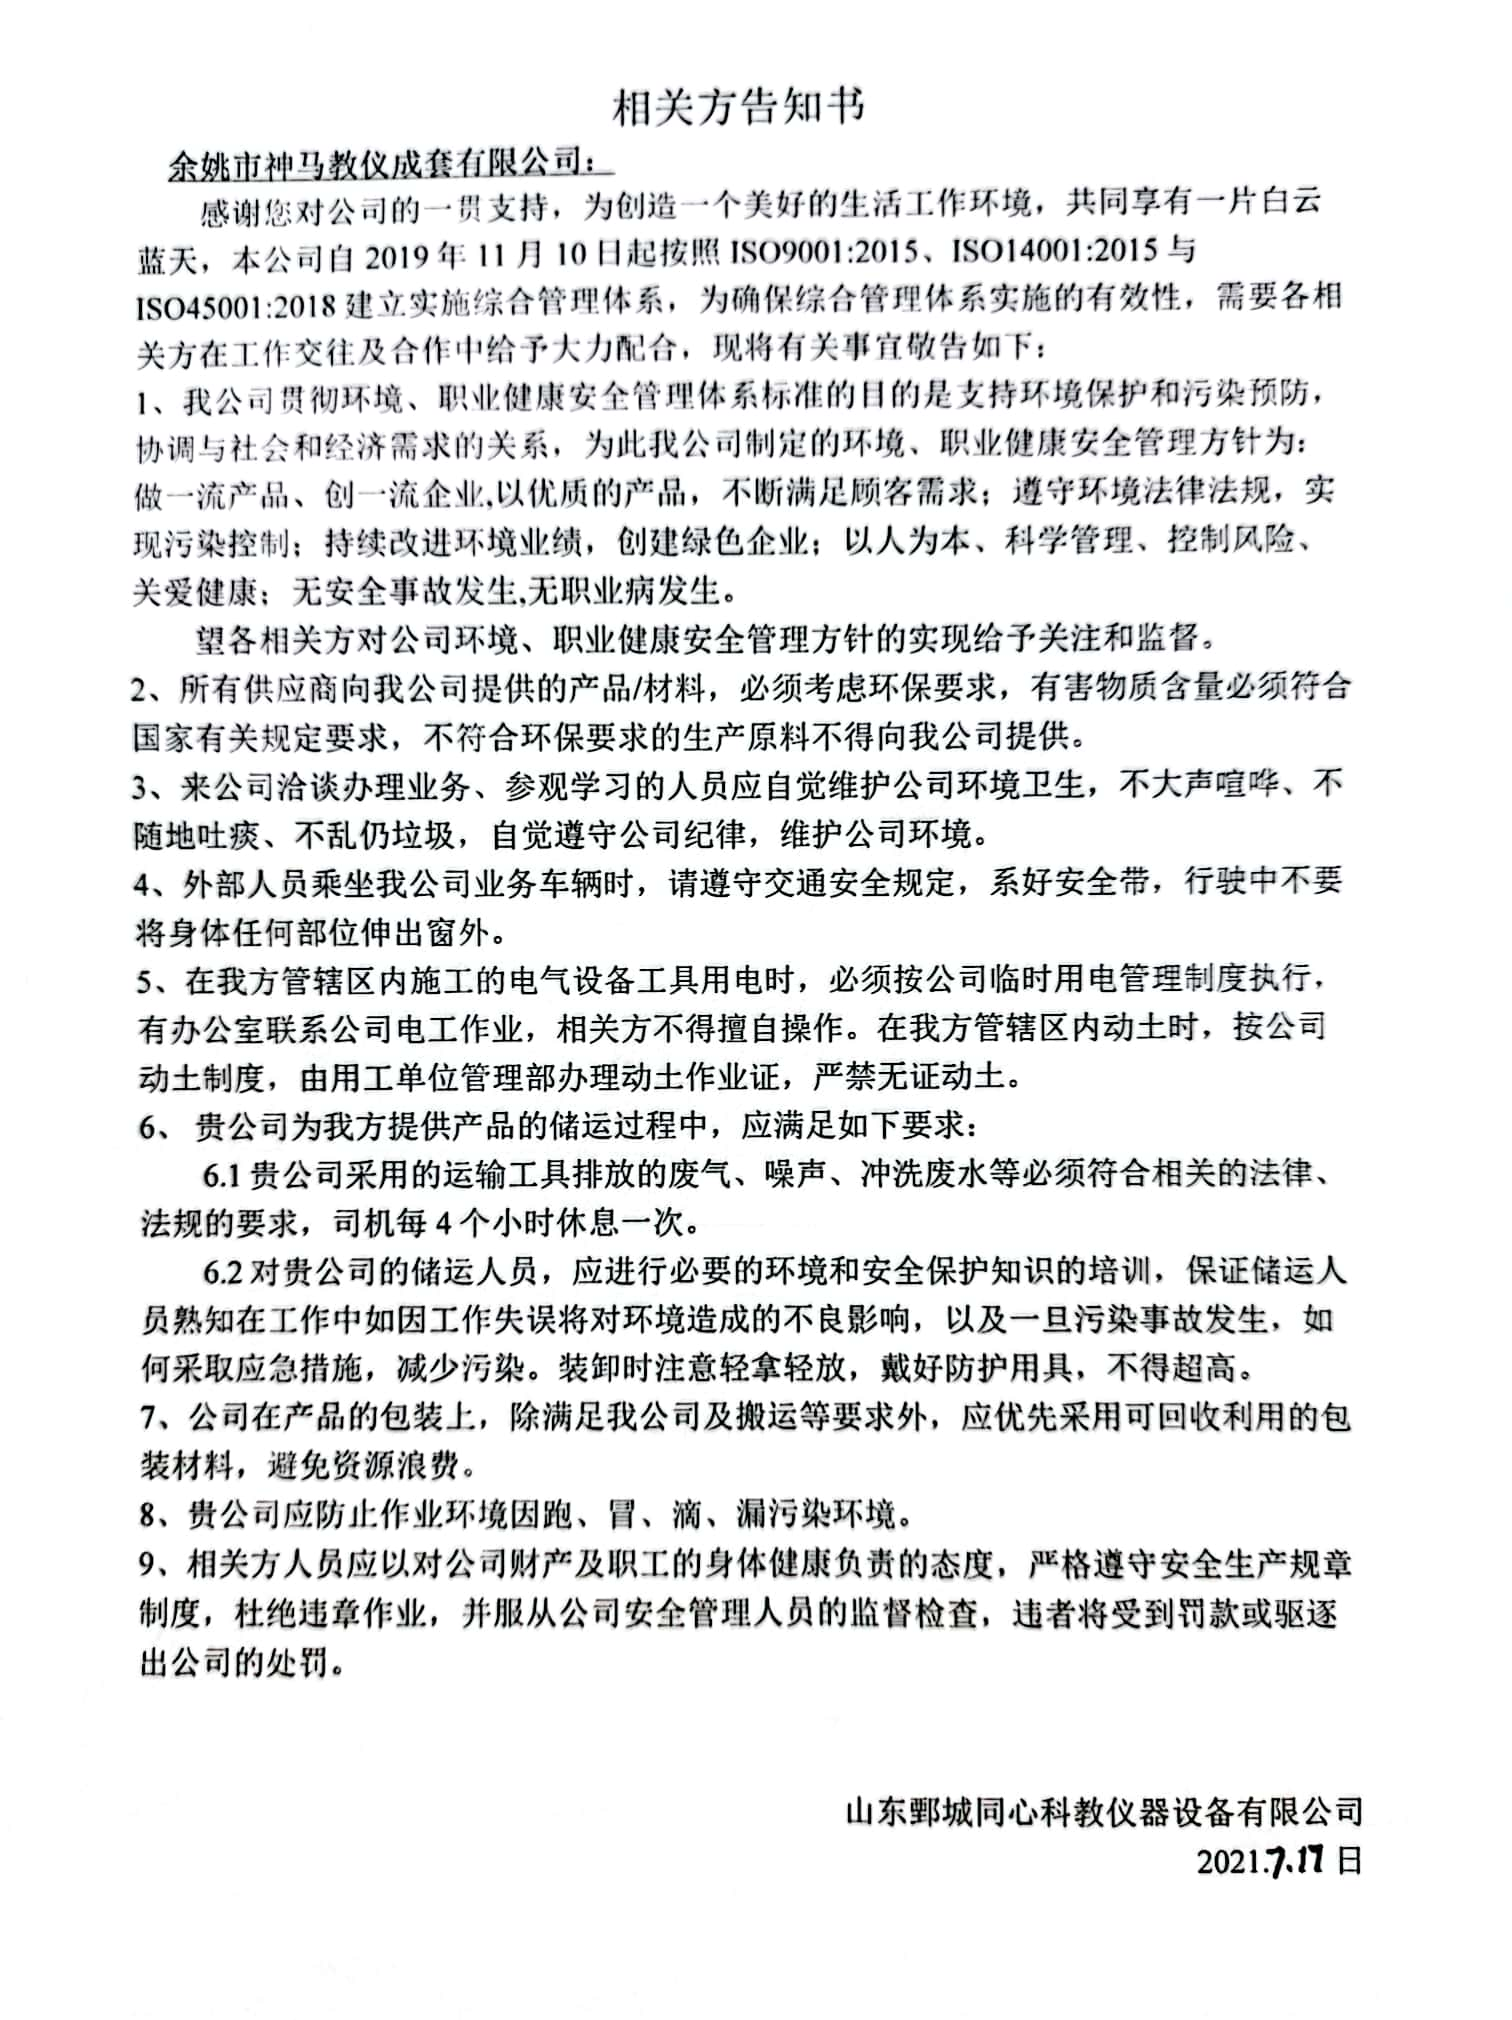 相关方告知书
余姚市神马教仪成套有限公司：
感谢您对公司的一贯支持，为创造一个美好的生活工作环境，共同享有一片白云
蓝天，本公司自 2019 年 11 月 10 日起按照 ISO9001:2015、ISO14001:2015 与
ISO45001:2018 建立实施综合管理体系，为确保综合管理体系实施的有效性，需要各相
关方在工作交往及合作中给予大力配合，现将有关事宜敬告如下：
1、我公司贯彻环境、职业健康安全管理体系标准的目的是支持环境保护和污染预防，
协调与社会和经济需求的关系，为此我公司制定的环境、职业健康安全管理方针为：
做一流产品、创一流企业,以优质的产品，不断满足顾客需求；遵守环境法律法规，实
现污染控制；持续改进环境业绩，创建绿色企业；以人为本、科学管理、控制风险、
关爱健康；无安全事故发生,无职业病发生。
望各相关方对公司环境、职业健康安全管理方针的实现给予关注和监督。
2、所有供应商向我公司提供的产品/材料，必须考虑环保要求，有害物质含量必须符合
国家有关规定要求，不符合环保要求的生产原料不得向我公司提供。
3、来公司洽谈办理业务、参观学习的人员应自觉维护公司环境卫生，不大声喧哗、不
随地吐痰、不乱仍垃圾，自觉遵守公司纪律，维护公司环境。
4、外部人员乘坐我公司业务车辆时，请遵守交通安全规定，系好安全带，行驶中不要
将身体任何部位伸出窗外。
5、在我方管辖区内施工的电气设备工具用电时，必须按公司临时用电管理制度执行，
有办公室联系公司电工作业，相关方不得擅自操作。在我方管辖区内动土时，按公司
动土制度，由用工单位管理部办理动土作业证，严禁无证动土。
6、 贵公司为我方提供产品的储运过程中，应满足如下要求：
6.1 贵公司采用的运输工具排放的废气、噪声、冲洗废水等必须符合相关的法律、
法规的要求，司机每 4 个小时休息一次。
6.2 对贵公司的储运人员，应进行必要的环境和安全保护知识的培训，保证储运人
员熟知在工作中如因工作失误将对环境造成的不良影响，以及一旦污染事故发生，如
何采取应急措施，减少污染。装卸时注意轻拿轻放，戴好防护用具，不得超高。
7、公司在产品的包装上，除满足我公司及搬运等要求外，应优先采用可回收利用的包
装材料，避免资源浪费。
8、贵公司应防止作业环境因跑、冒、滴、漏污染环境。
9、相关方人员应以对公司财产及职工的身体健康负责的态度，严格遵守安全生产规章
制度，杜绝违章作业，并服从公司安全管理人员的监督检查，违者将受到罚款或驱逐
出公司的处罚。
山东鄄城同心科教仪器设备有限公司
2021.7.17 日